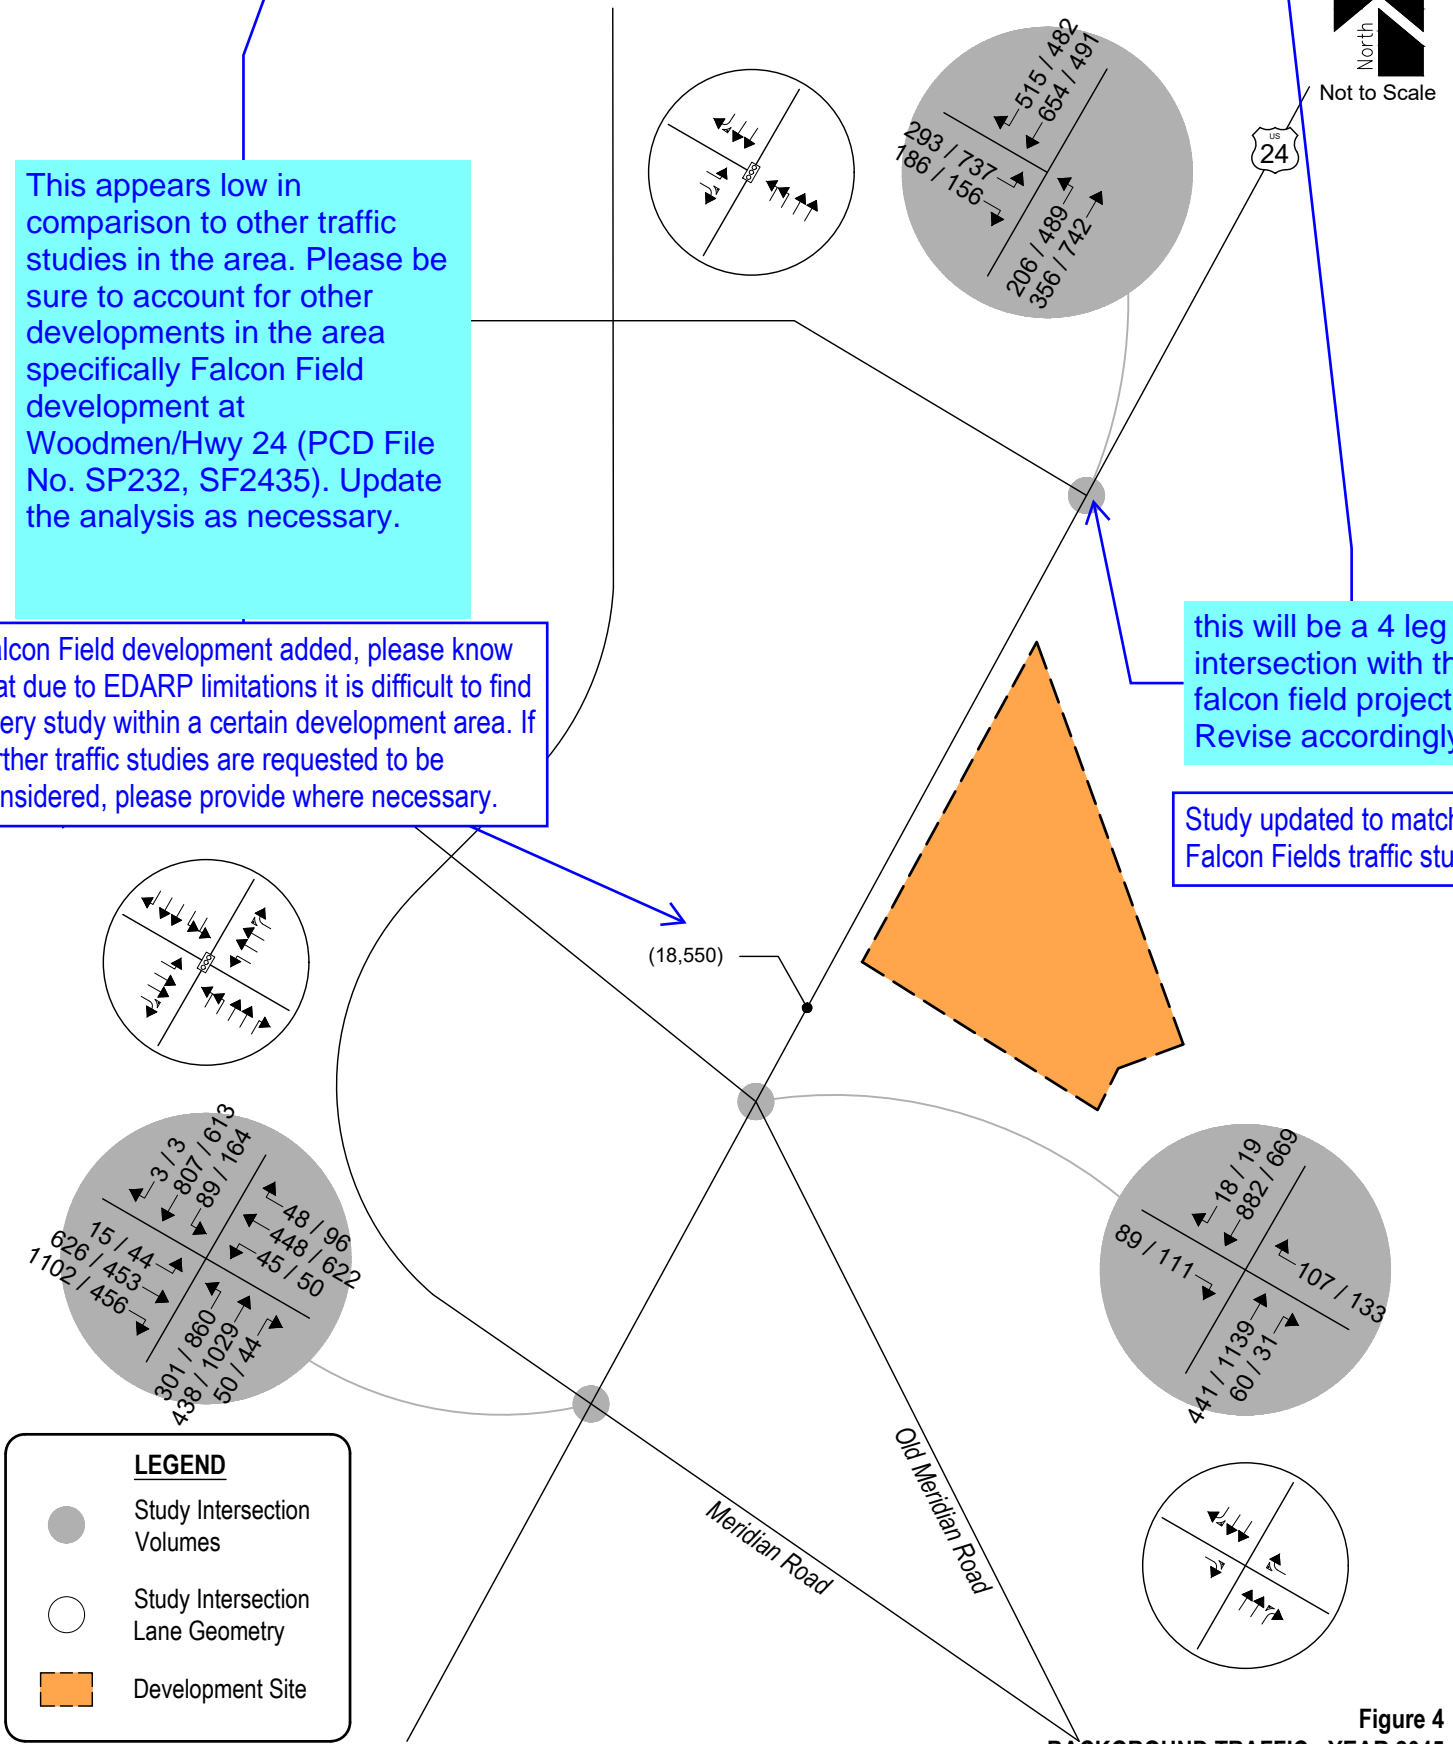 North
Not to Scale
US
24
515 / 482
654 / 491
293 / 737
186 / 156
206 / 489
356 / 742
This appears low in
comparison to other traffic
studies in the area. Please be
sure to account for other
developments in the area
specifically Falcon Field
development at
Woodmen/Hwy 24 (PCD File
No. SP232, SF2435). Update
the analysis as necessary.
alcon Field development added, please know
at due to EDARP limitations it is difficult to find
ery study within a certain development area. If
rther traffic studies are requested to be
nsidered, please provide where necessary.
this will be a 4 leg
intersection with th
falcon field project
Revise accordingly
Study updated to match
Falcon Fields traffic stu
(18,550)
3 / 3
807 / 613
89 / 164
15 / 44
626 / 453
1102 / 456
48 / 96
448 / 622
45 / 50
301 / 860
438 / 1029
50 / 44
18 / 19
882 / 669
89 / 111
107 / 133
441 / 1139
60 / 31
Old Meridian Road
Meridian Road
LEGEND
Study Intersection
Volumes
Study Intersection
Lane Geometry
Development Site
Figure 4